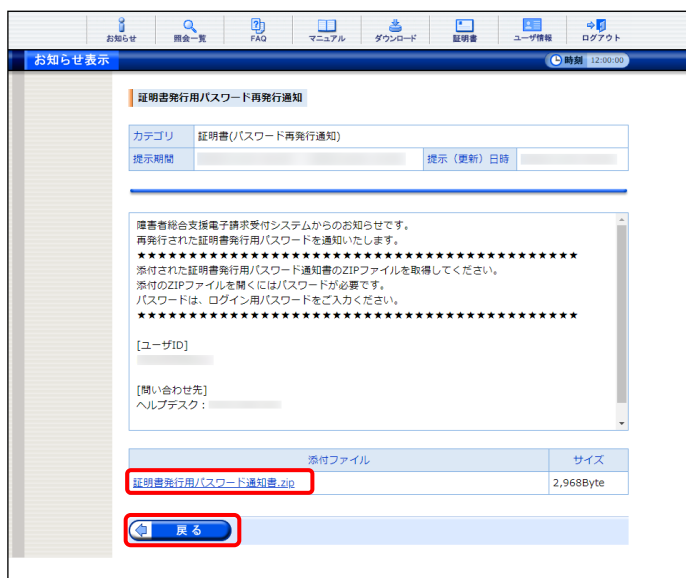 お知らせ
照会一覧
FAQ
マニュアル
ダウンロード
証明書
ユーザ情報
ログアウト
お知らせ表示
時刻 12:00:00
証明書発行用パスワード再発行通知
カテゴリ 証明書(パスワード再発行通知)
提示期間 提示（更新）日時
障害者総合支援電子請求受付システムからのお知らせです。
再発行された証明書発行用パスワードを通知いたします。
★★★★★★★★★★★★★★★★★★★★★★★★★★★★★★★★★★★★★★★★
添付された証明書発行用パスワード通知書のZIPファイルを取得してください。
添付のZIPファイルを開くにはパスワードが必要です。
パスワードは、ログイン用パスワードをご入力ください。
★★★★★★★★★★★★★★★★★★★★★★★★★★★★★★★★★★★★★★★★
[ユーザID]
[問い合わせ先]
ヘルプデスク：
添付ファイル サイズ
証明書発行用パスワード通知書.zip 2,968Byte
戻る